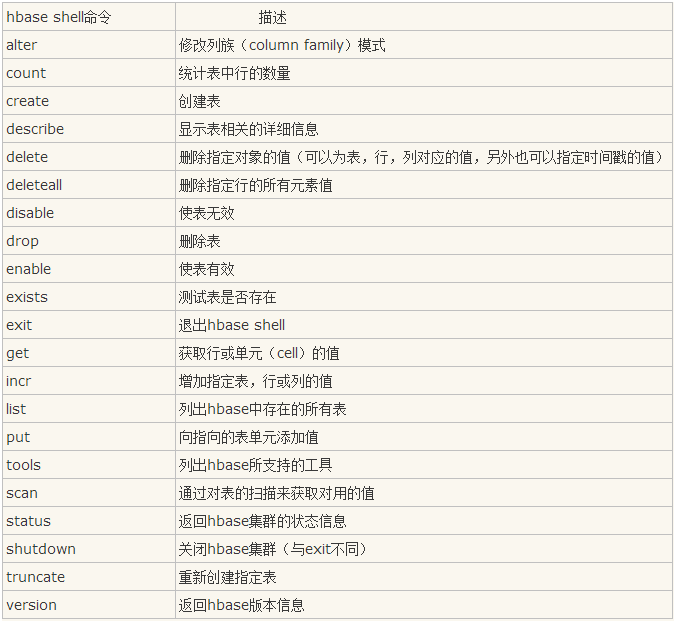 hbase shell命令 描述
alter 修改列族（column family）模式
count 统计表中行的数量
create 创建表
describe 显示表相关的详细信息
delete 删除指定对象的值（可以为表，行，列对应的值，另外也可以指定时间戳的值）
deleteall 删除指定行的所有元素值
disable 使表无效
drop 删除表
enable 使表有效
exists 测试表是否存在
exit 退出hbase shell
get 获取行或单元（cell）的值
incr 增加指定表，行或列的值
list 列出hbase中存在的所有表
put 向指向的表单元添加值
tools 列出hbase所支持的工具
scan 通过对表的扫描来获取对用的值
status 返回hbase集群的状态信息
shutdown 关闭hbase集群（与exit不同）
truncate 重新创建指定表
version 返回hbase版本信息